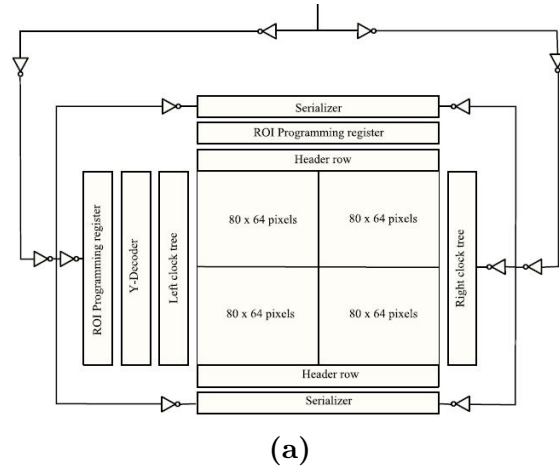 Serializer
ROI Programming register
Header row
ROI Programming register
Y-Decoder
Left clock tree
80 x 64 pixels
80 x 64 pixels
80 x 64 pixels
80 x 64 pixels
Right clock tree
Header row
Serializer
(a)